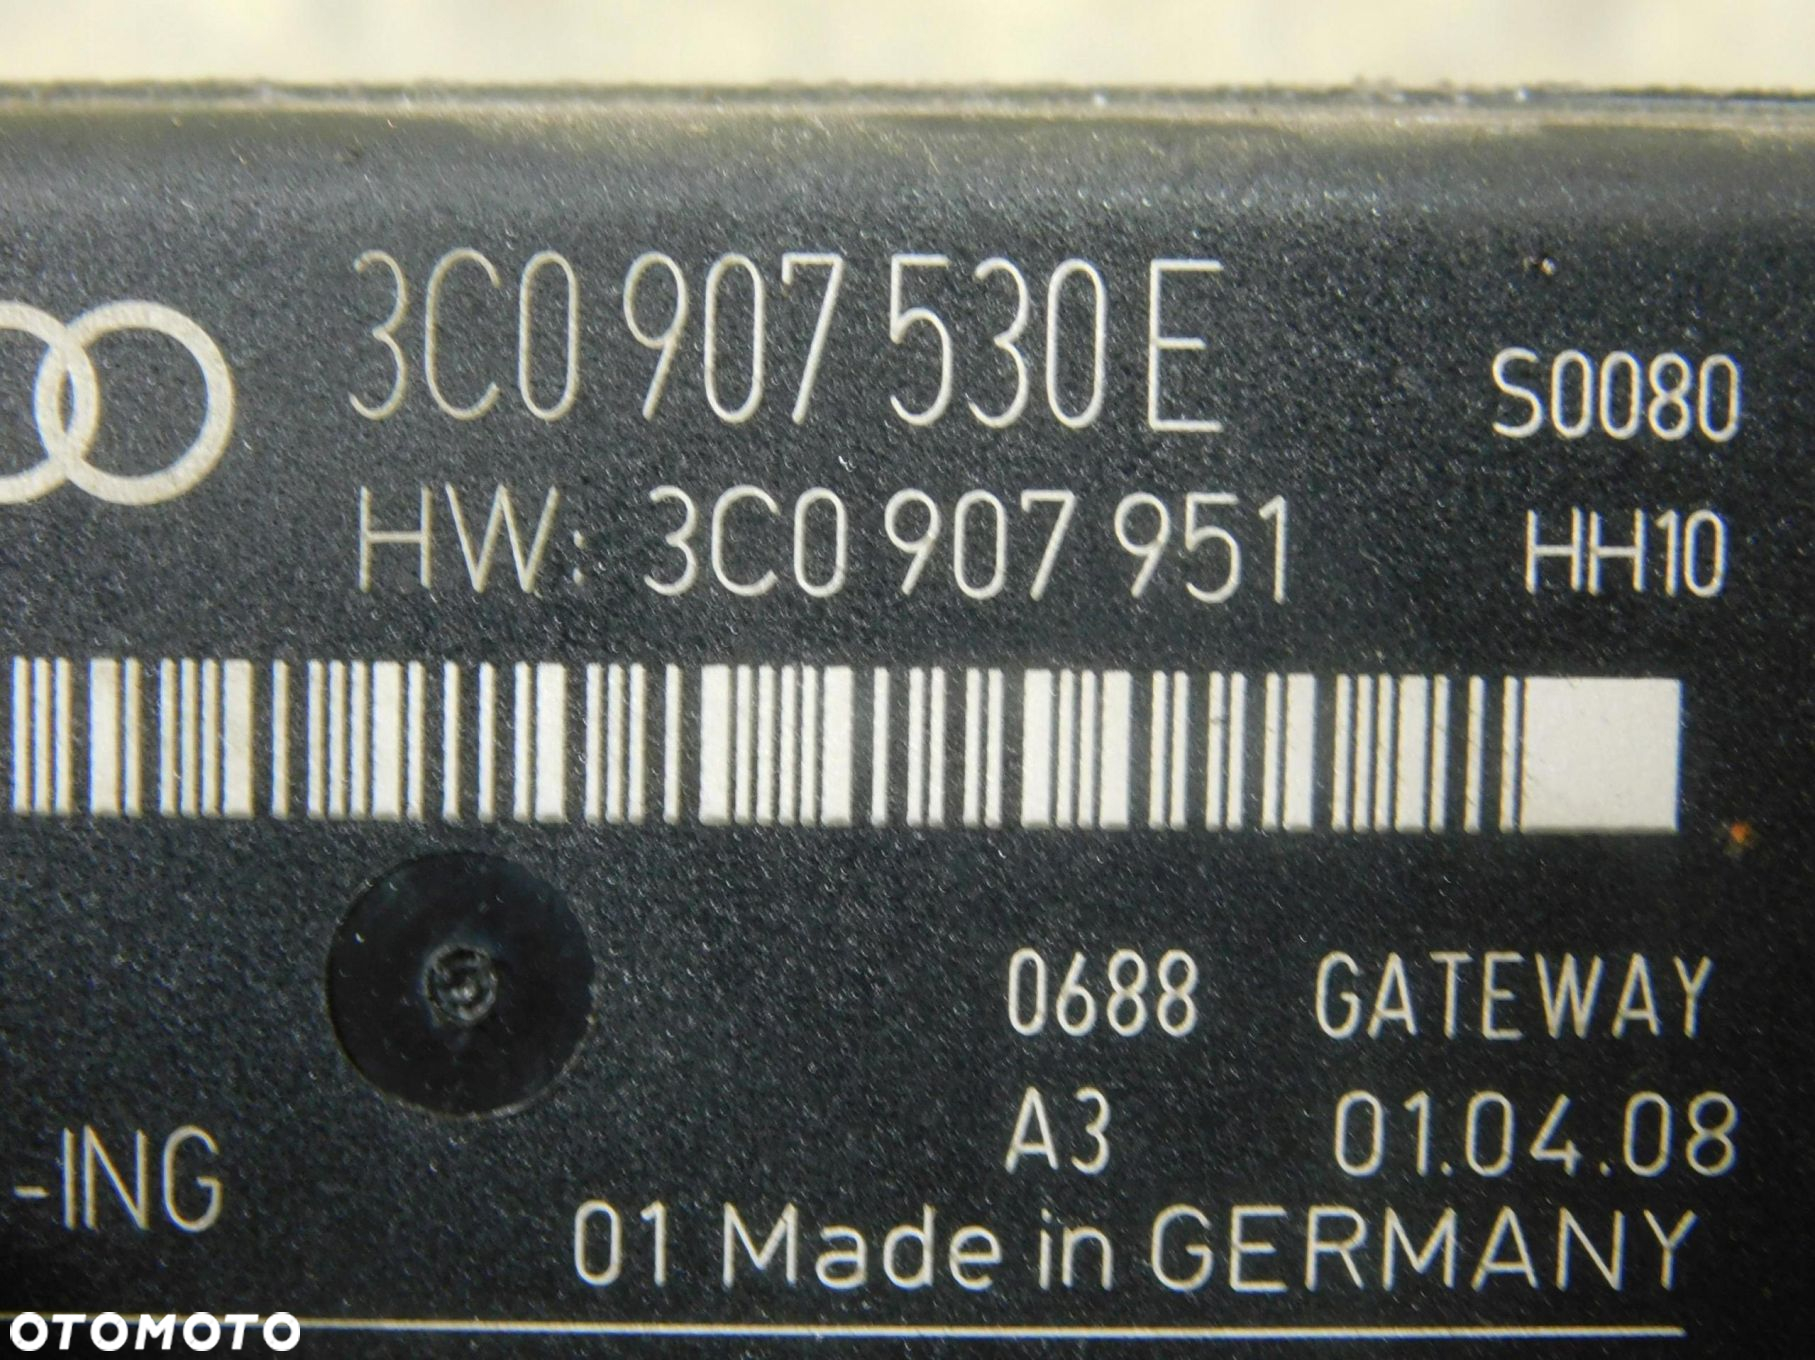 3C0 907 530 E
S0080
HW: 3C0 907 951
HH10
0688 GATEWAY
A3 01.04.08
-ING
01 Made in GERMANY
OTOMOTO